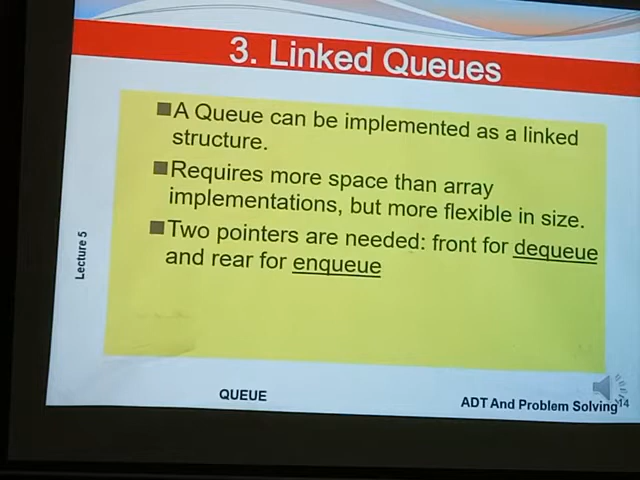 3. Linked Queues
■A Queue can be implemented as a linked
structure.
■Requires more space than array
implementations, but more flexible in size.
■Two pointers are needed: front for dequeue
and rear for enqueue
Lecture 5
QUEUE
ADT And Problem Solving 14